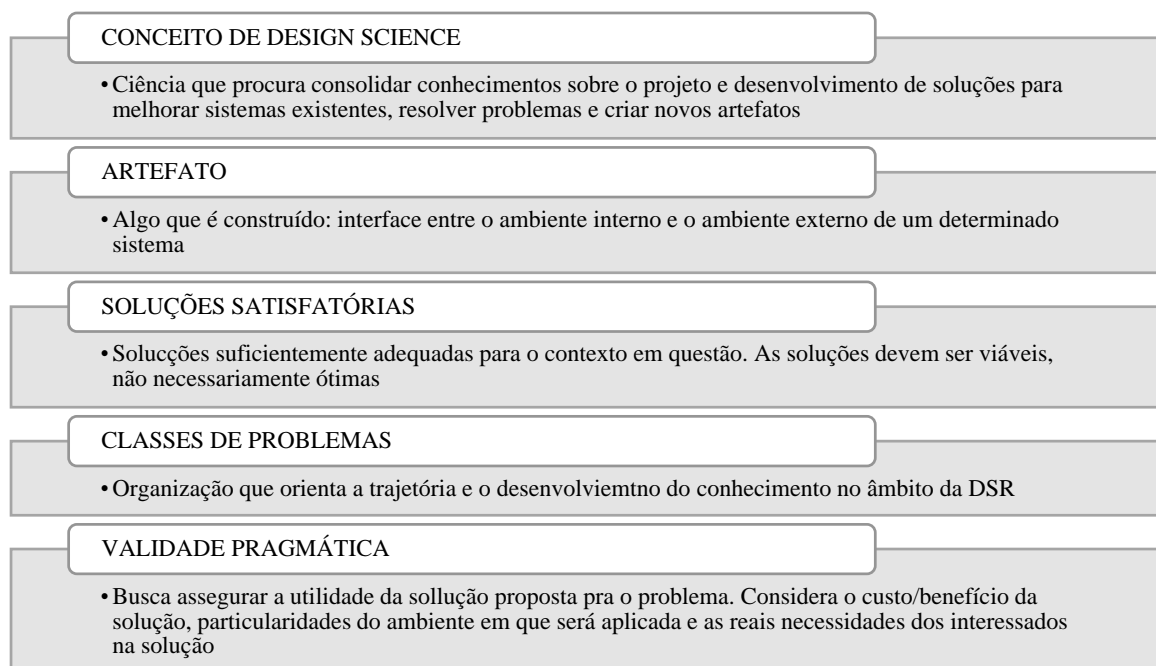 CONCEITO DE DESIGN SCIENCE
• Ciência que procura consolidar conhecimentos sobre o projeto e desenvolvimento de soluções para
melhorar sistemas existentes, resolver problemas e criar novos artefatos
ARTEFATO
• Algo que é construído: interface entre o ambiente interno e o ambiente externo de um determinado
sistema
SOLUÇÕES SATISFATÓRIAS
• Solucções suficientemente adequadas para o contexto em questão. As soluções devem ser viáveis,
não necessariamente ótimas
CLASSES DE PROBLEMAS
• Organização que orienta a trajetória e o desenvolviemtno do conhecimento no âmbito da DSR
VALIDADE PRAGMÁTICA
• Busca assegurar a utilidade da sollução proposta pra o problema. Considera o custo/benefício da
solução, particularidades do ambiente em que será aplicada e as reais necessidades dos interessados
na solução